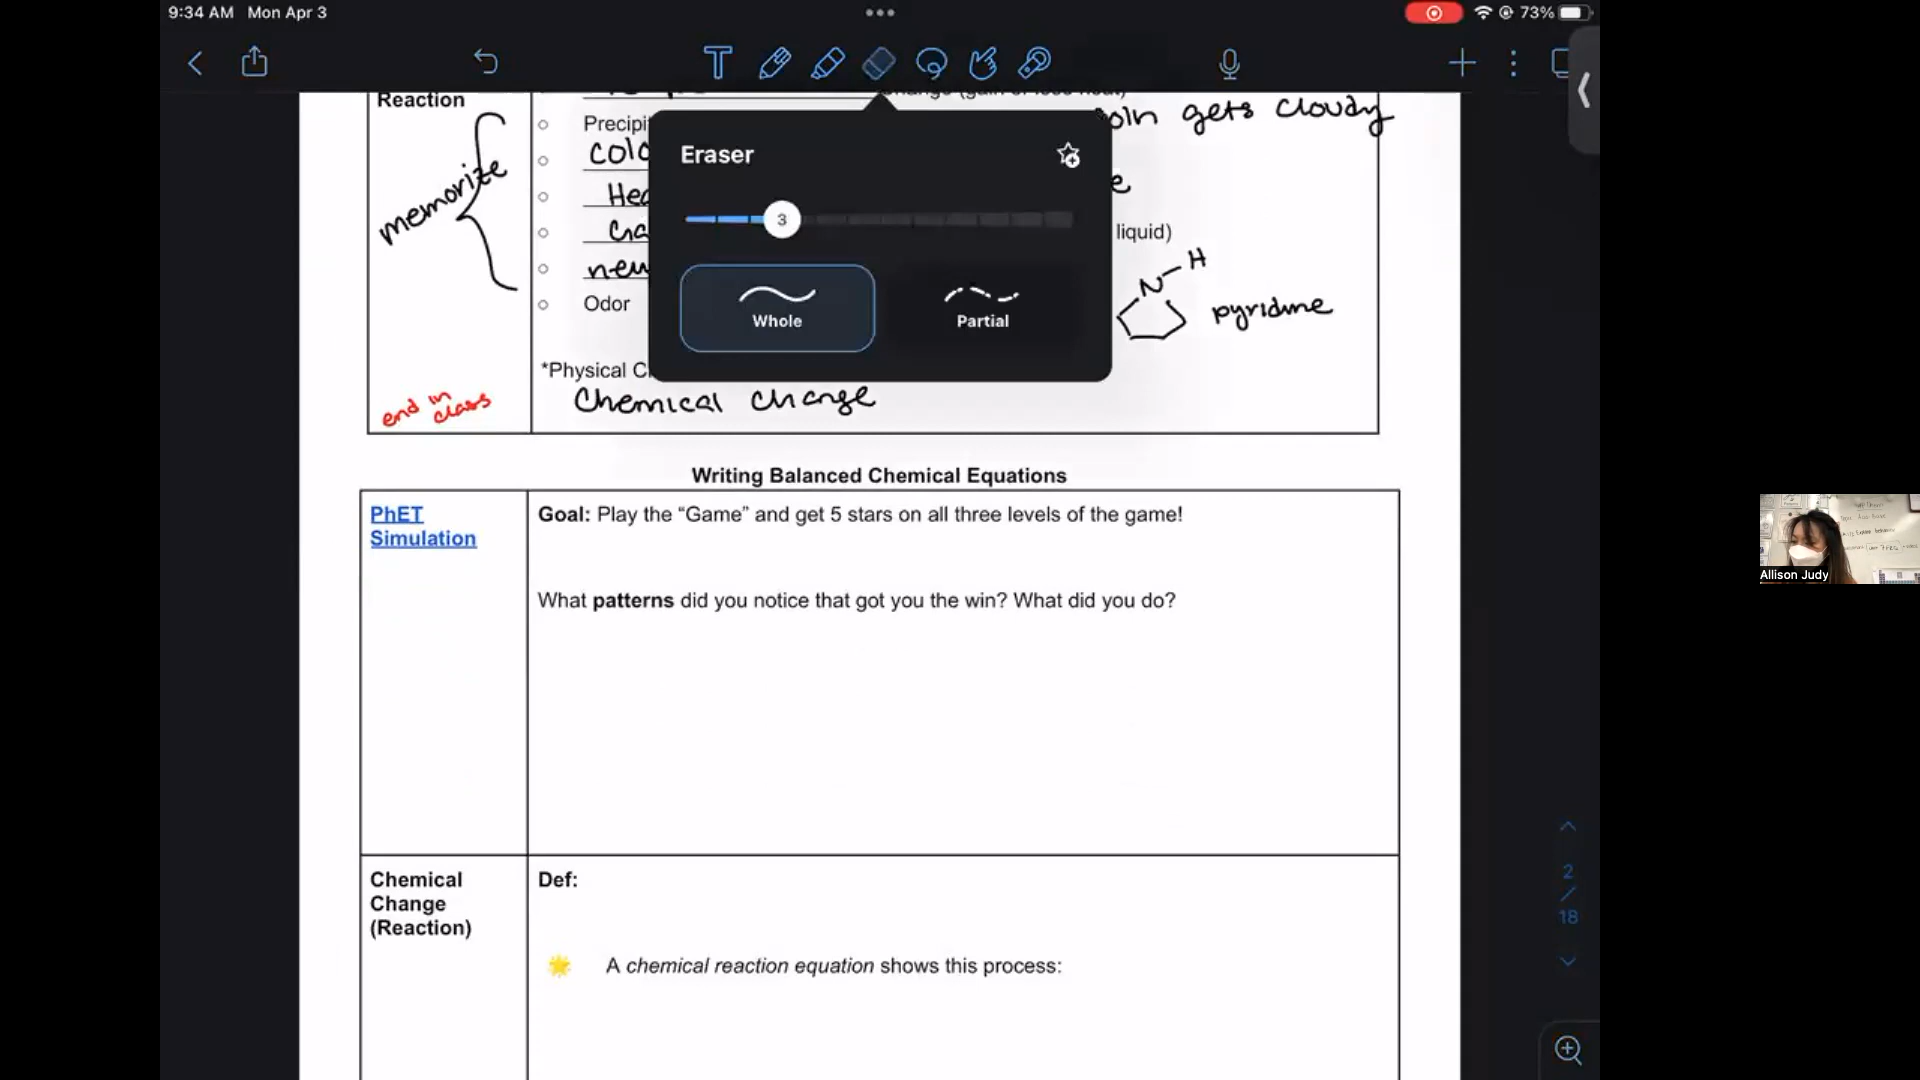 9:34 AM Mon Apr 3
73%
Reaction
Precipi
oln gets cloudy
colo
Eraser
memorize
Hea
e
3
Ga
liquid)
new
N-H
Odor
Whole
Partial
pyridine
*Physical C
Chemical change
end in
class
Writing Balanced Chemical Equations
PhET
Simulation
Goal: Play the “Game” and get 5 stars on all three levels of the game!
What patterns did you notice that got you the win? What did you do?
Allison Judy
Chemical
Change
(Reaction)
Def:
A chemical reaction equation shows this process:
2
/
18